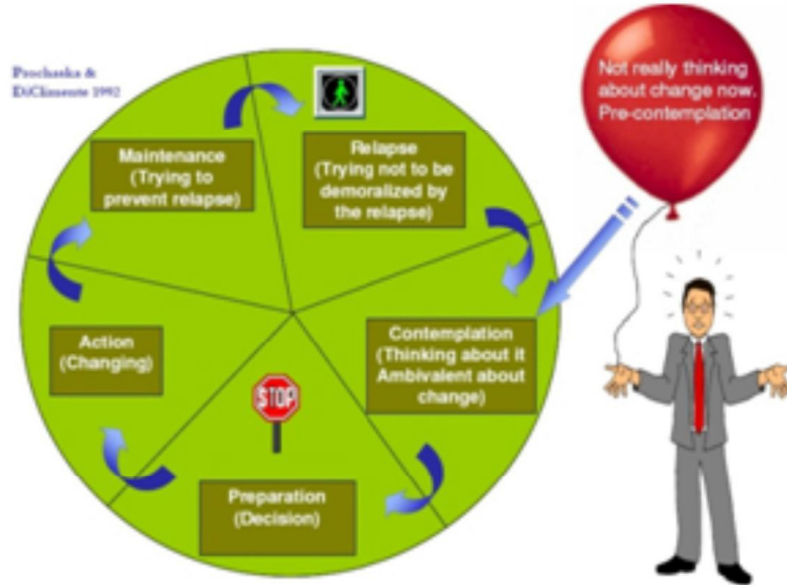 Prochaska &
DiClimente 1992
Not really thinking
about change now.
Pre-contemplation
Maintenance
(Trying to
prevent relapse)
Relapse
(Trying not to be
demoralized by
the relapse)
Contemplation
(Thinking about it
Ambivalent about
change)
Action
(Changing)
STOP
Preparation
(Decision)